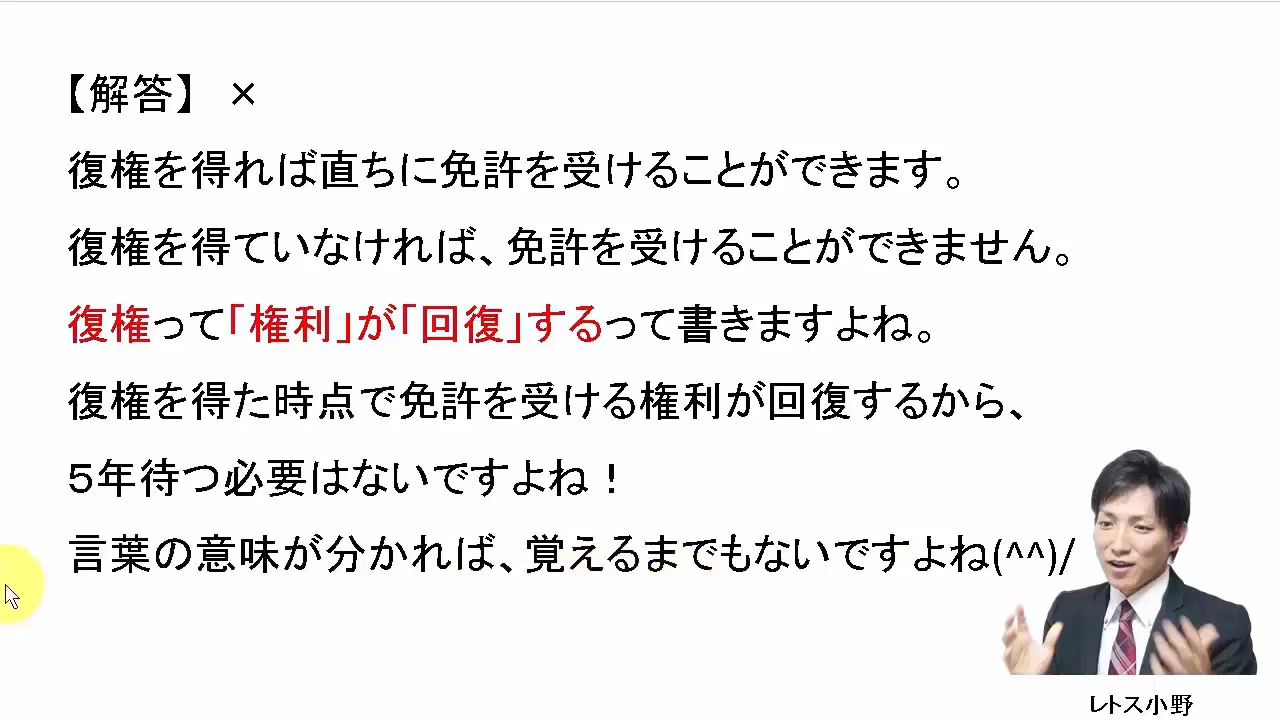 【解答】　×
復権を得れば直ちに免許を受けることができます。
復権を得ていなければ、免許を受けることができません。
復権って「権利」が「回復」するって書きますよね。
復権を得た時点で免許を受ける権利が回復するから、
５年待つ必要はないですよね！
言葉の意味が分かれば、覚えるまでもないですよね(^^)/
レトス小野